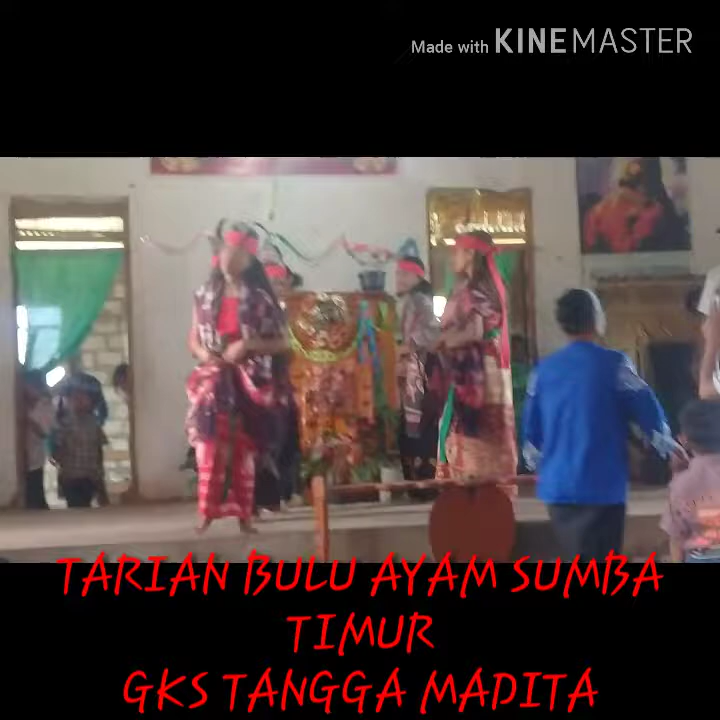 Made with KINEMASTER
TARIAN BULU AYAM SUMBA
TIMUR
GKS TANGGA MADITA